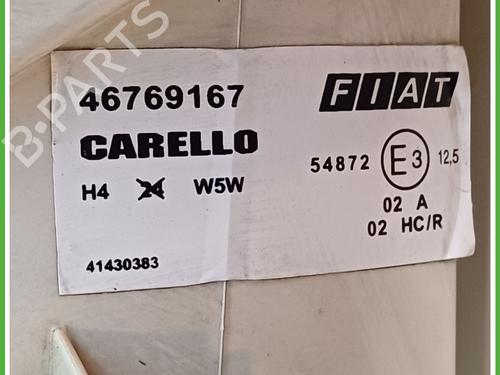 46769167 FIAT
CARELLO
54872 E3 12,5
H4 24 W5W
02 A
02 HC/R
41430383
B-PARTS